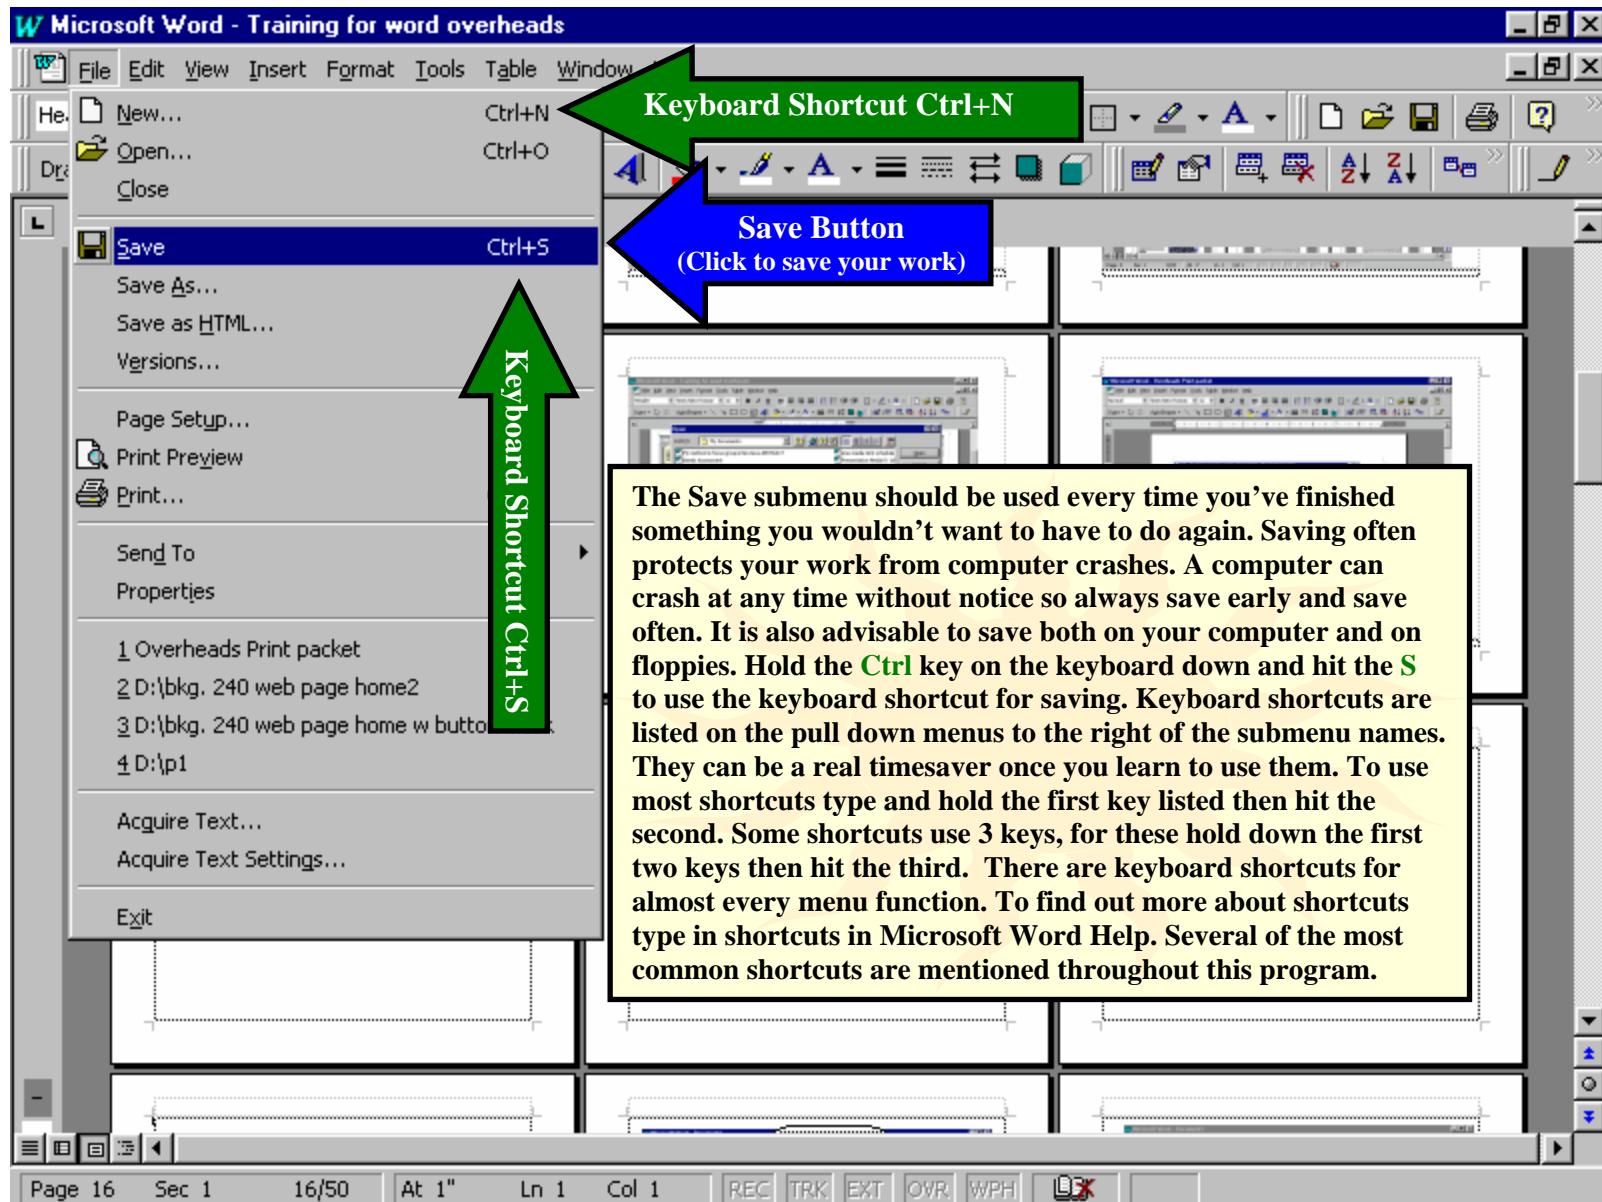 Microsoft Word - Training for word overheads
File Edit View Insert Format Tools Table Window
New... Ctrl+N
Keyboard Shortcut Ctrl+N
Open... Ctrl+O
Close
Save Ctrl+S
Save Button
(Click to save your work)
Save As...
Save as HTML...
Versions...
Page Setup...
Print Preview
Print...
Send To
Properties
1 Overheads Print packet
2 D:\bkg. 240 web page home2
3 D:\bkg. 240 web page home w
4 D:\p1
Acquire Text...
Acquire Text Settings...
Exit
Keyboard Shortcut Ctrl+S
The Save submenu should be used every time you’ve finished
something you wouldn’t want to have to do again. Saving often
protects your work from computer crashes. A computer can
crash at any time without notice so always save early and save
often. It is also advisable to save both on your computer and on
floppies. Hold the Ctrl key on the keyboard down and hit the S
to use the keyboard shortcut for saving. Keyboard shortcuts are
listed on the pull down menus to the right of the submenu names.
They can be a real timesaver once you learn to use them. To use
most shortcuts type and hold the first key listed then hit the
second. Some shortcuts use 3 keys, for these hold down the first
two keys then hit the third. There are keyboard shortcuts for
almost every menu function. To find out more about shortcuts
type in shortcuts in Microsoft Word Help. Several of the most
common shortcuts are mentioned throughout this program.
Page 16 Sec 1 16/50 At 1" Ln 1 Col 1 REC TRK EXT OVR WPH